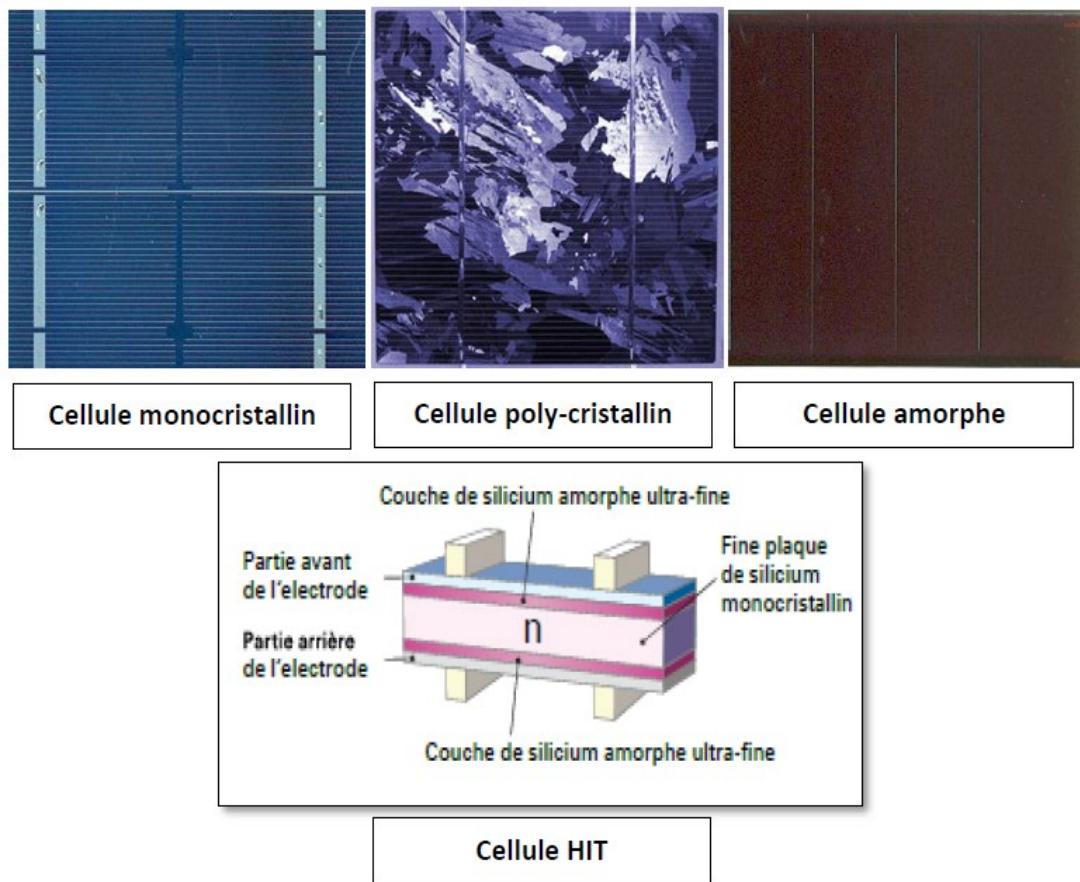 Cellule monocristallin
Cellule poly-cristallin
Cellule amorphe
Couche de silicium amorphe ultra-fine
Partie avant
de l'electrode
Fine plaque
de silicium
monocristallin
n
Partie arrière
de l'electrode
Couche de silicium amorphe ultra-fine
Cellule HIT